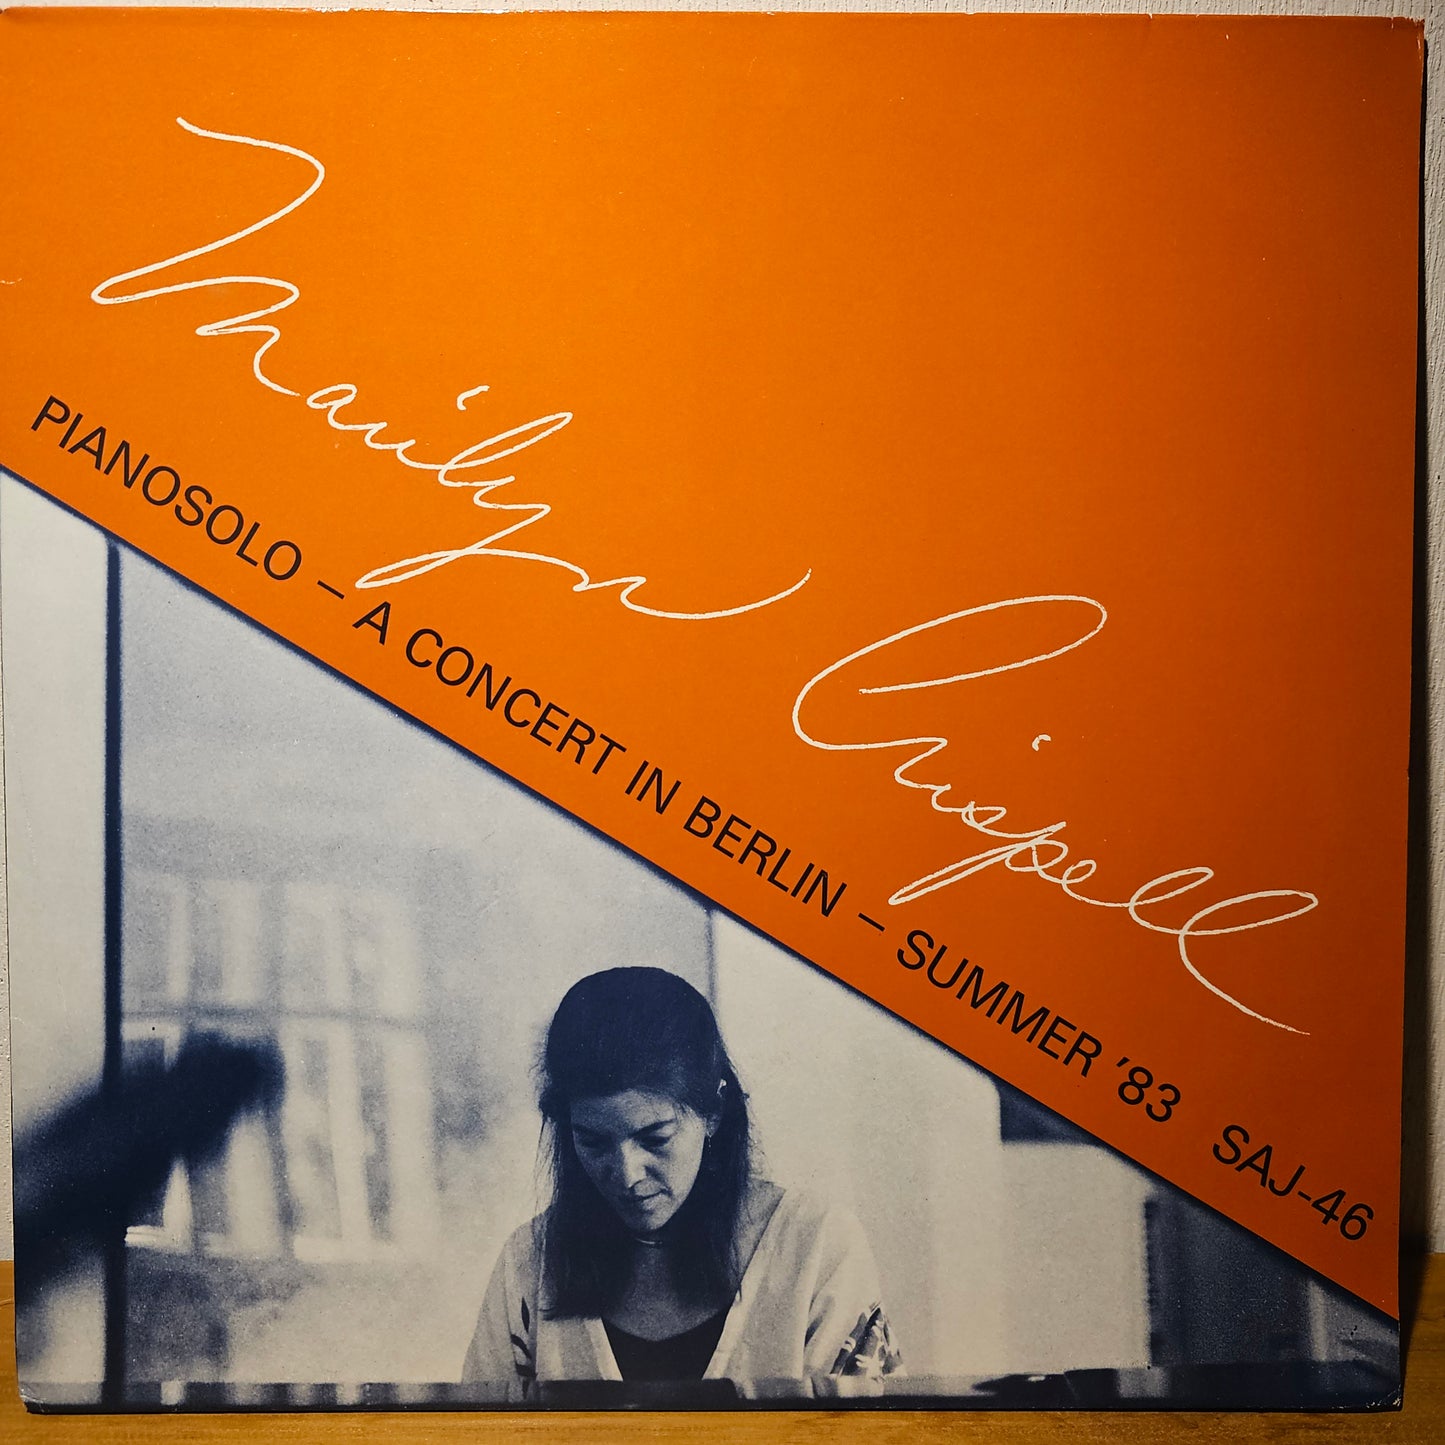 Marilyn Crispell
PIANOSOLO – A CONCERT IN BERLIN – SUMMER '83 SAJ-46